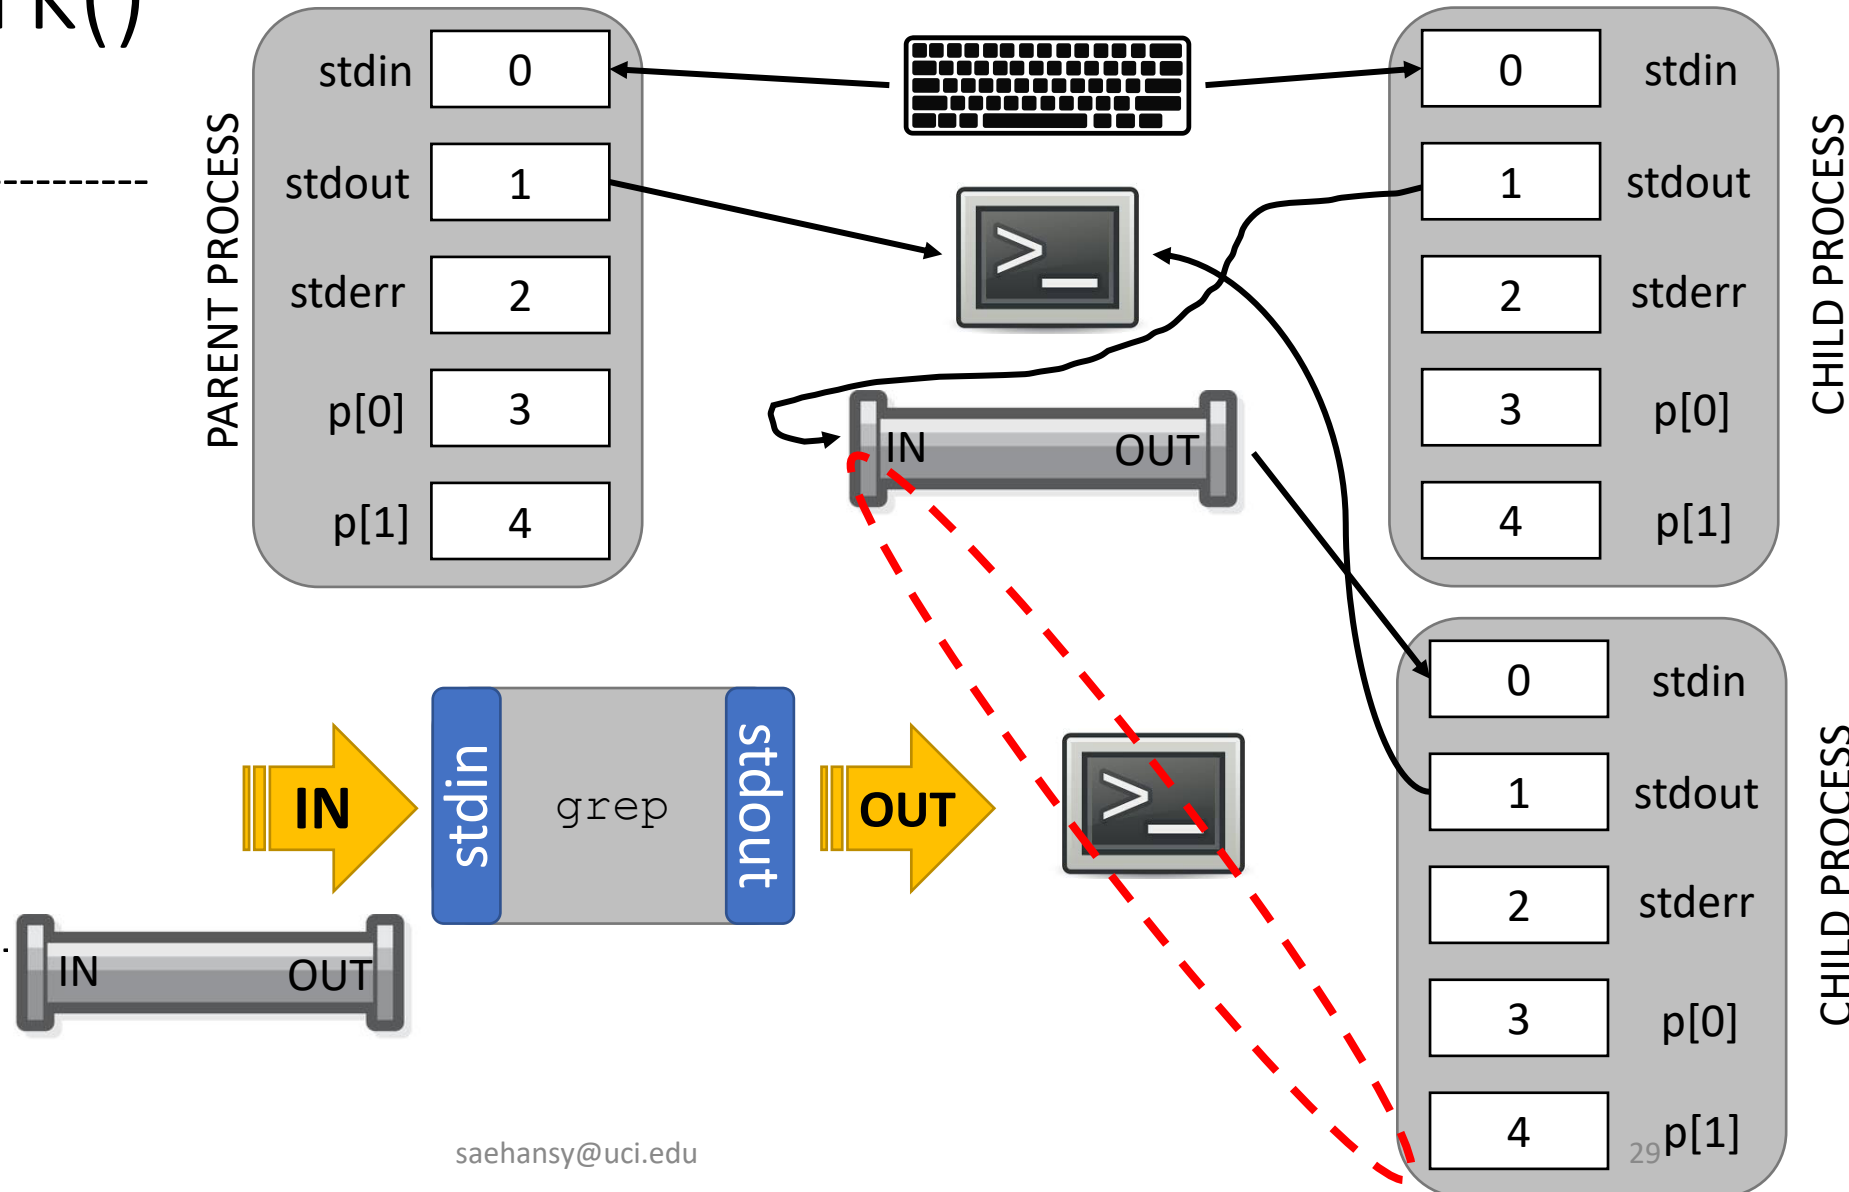 PARENT PROCESS
stdin 0
stdout 1
stderr 2
p[0] 3
p[1] 4
>_
IN OUT
0 stdin
1 stdout
2 stderr
3 p[0]
4 p[1]
CHILD PROCESS
IN
stdin
grep
stdout
OUT
>_
IN OUT
0 stdin
1 stdout
2 stderr
3 p[0]
4 p[1]
CHILD PROCESS
saehansy@uci.edu
29